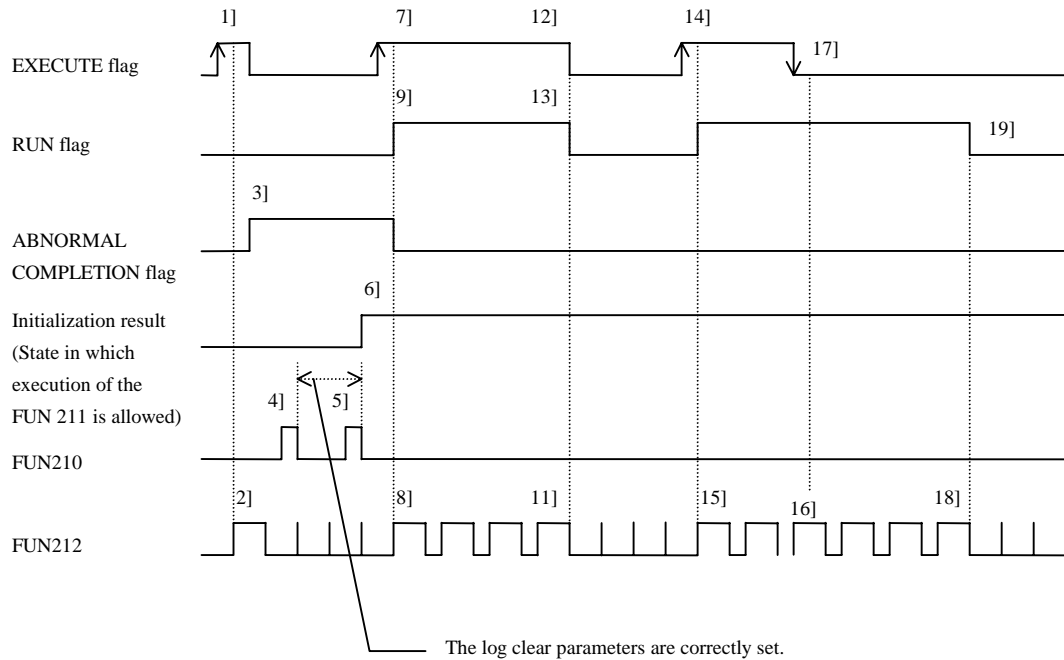 1]
7]
12]
14]
17]
EXECUTE flag
9]
13]
19]
RUN flag
3]
ABNORMAL
COMPLETION flag
6]
Initialization result
(State in which
execution of the
FUN 211 is allowed)
4]
5]
FUN210
2]
8]
11]
15]
16]
18]
FUN212
The log clear parameters are correctly set.